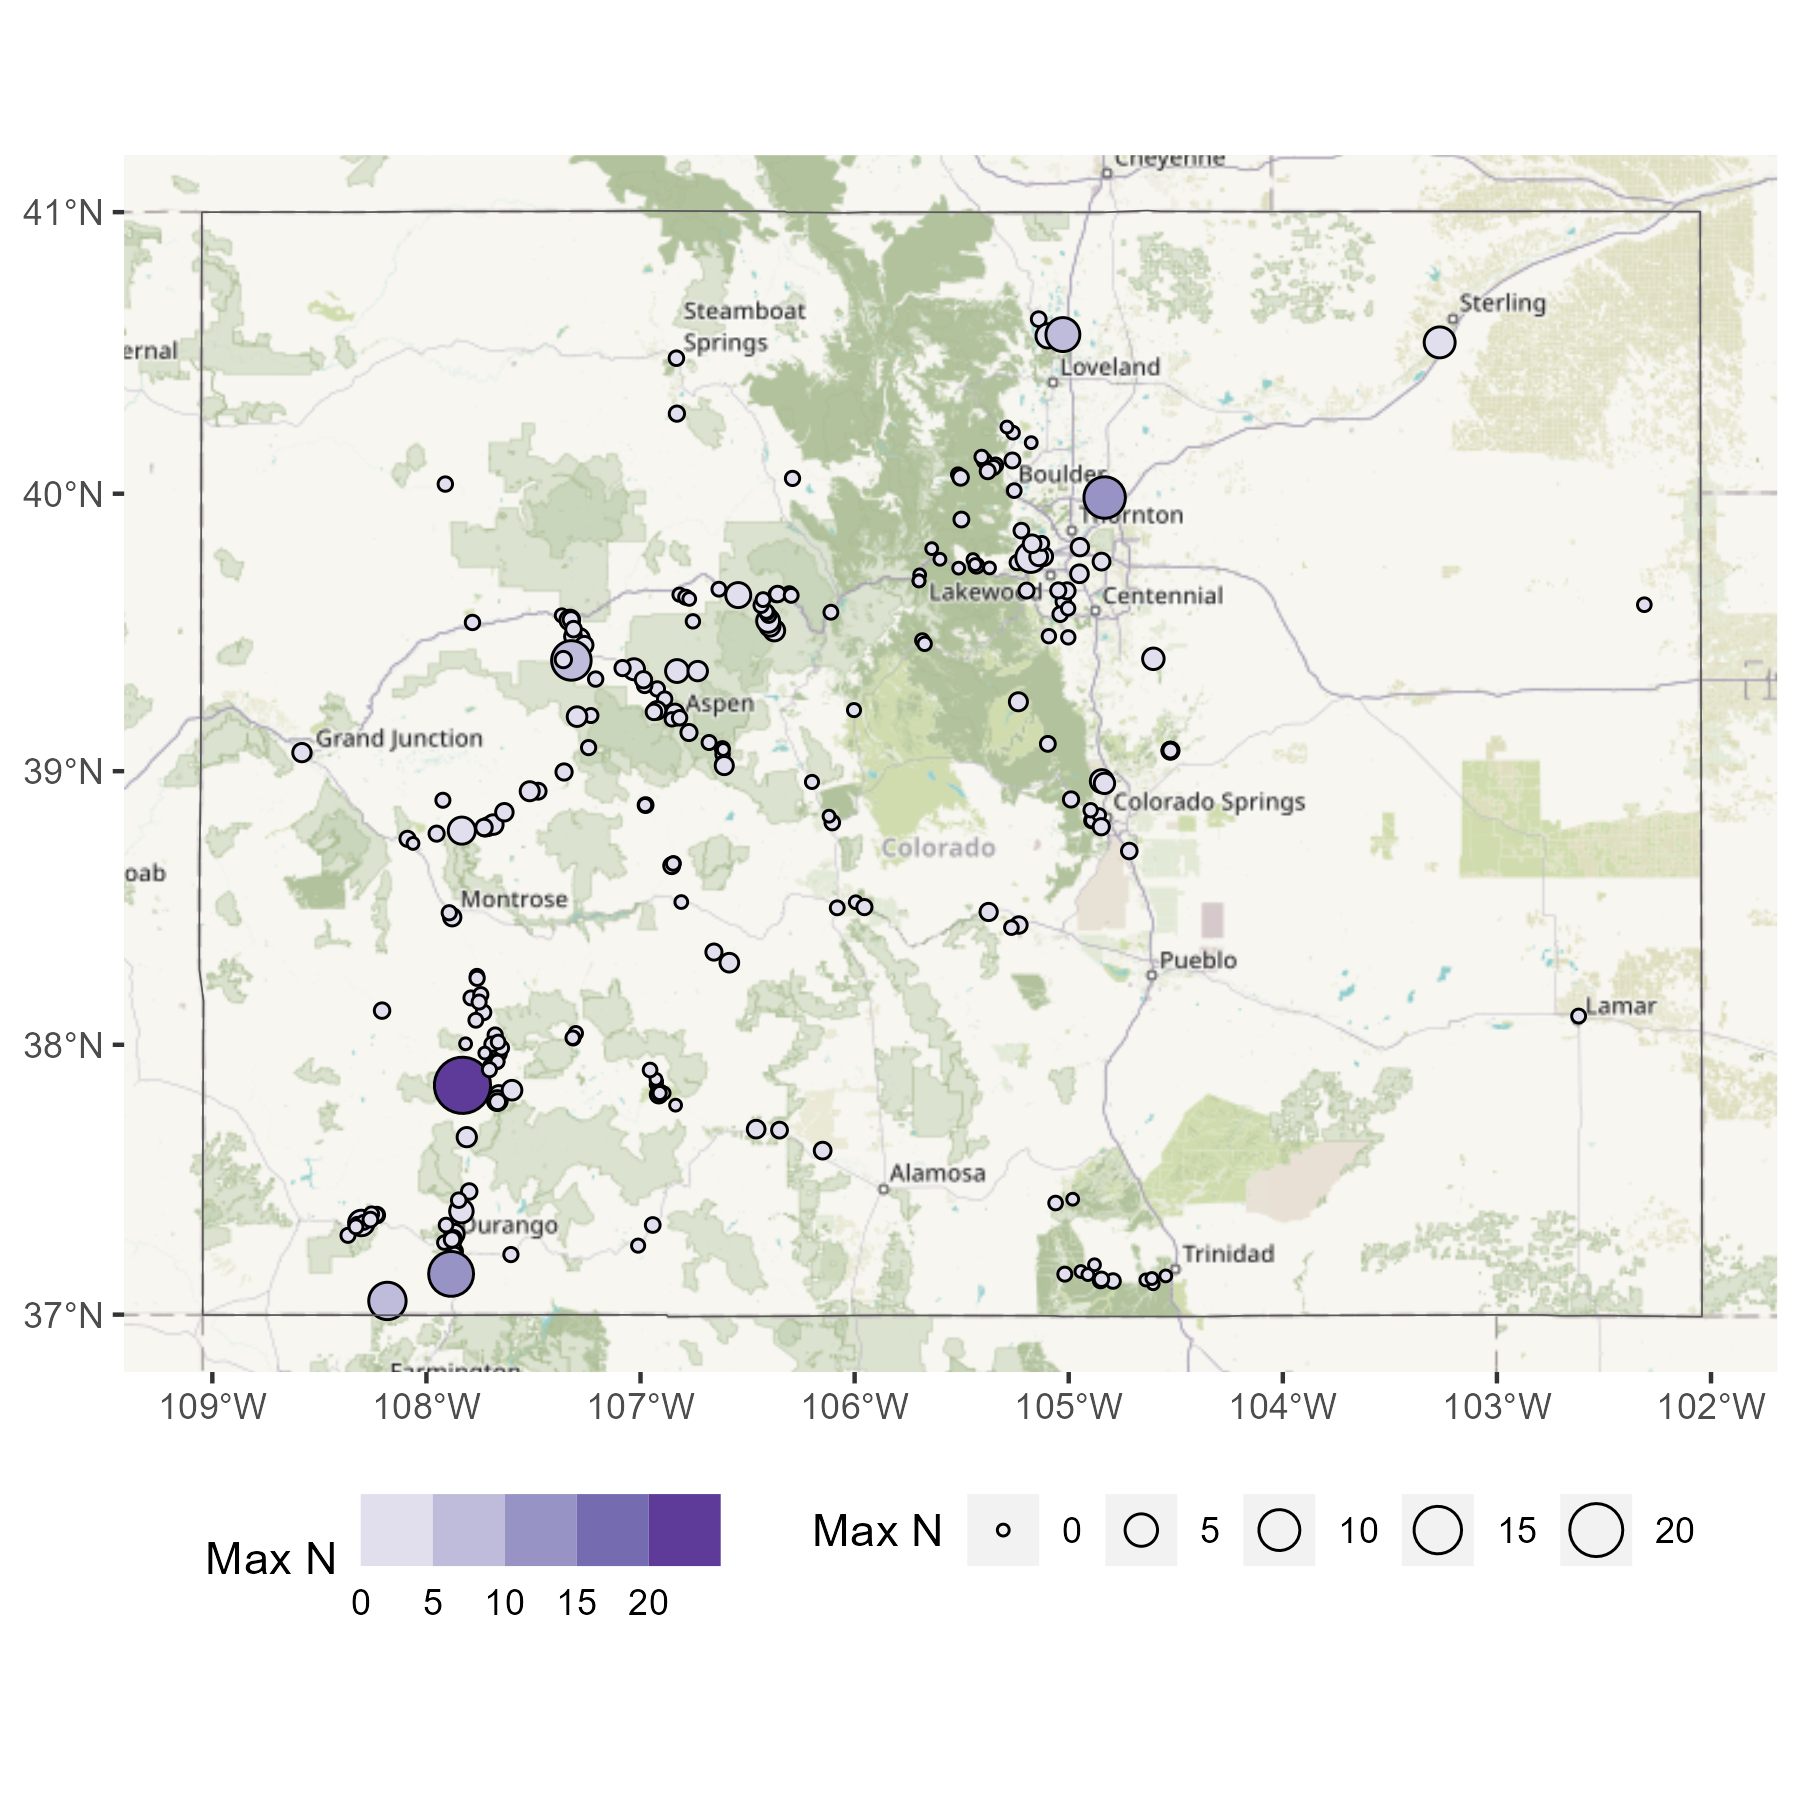 Cheyenne
41°N
Steamboat
Springs
Sterling
ernal
Loveland
Boulder
40°N
Thornton
Lakewood
Centennial
Aspen
Grand Junction
39°N
Colorado Springs
Colorado
oab
Montrose
Pueblo
Lamar
38°N
Alamosa
Durango
Trinidad
37°N
Farmington
109°W 108°W 107°W 106°W 105°W 104°W 103°W 102°W
Max N
0 5 10 15 20
Max N 0 5 10 15 20